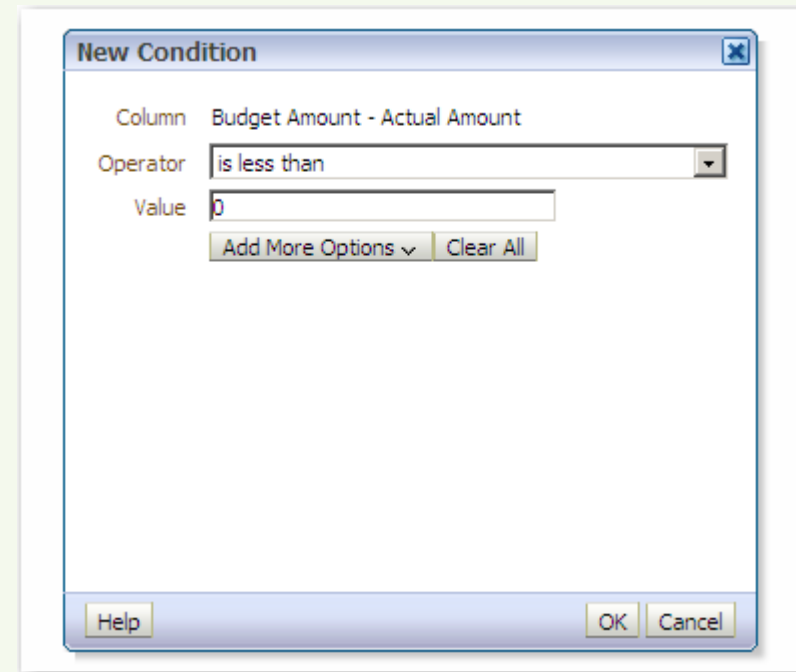 New Condition
Column Budget Amount - Actual Amount
Operator is less than
Value 0
Add More Options Clear All
Help OK Cancel